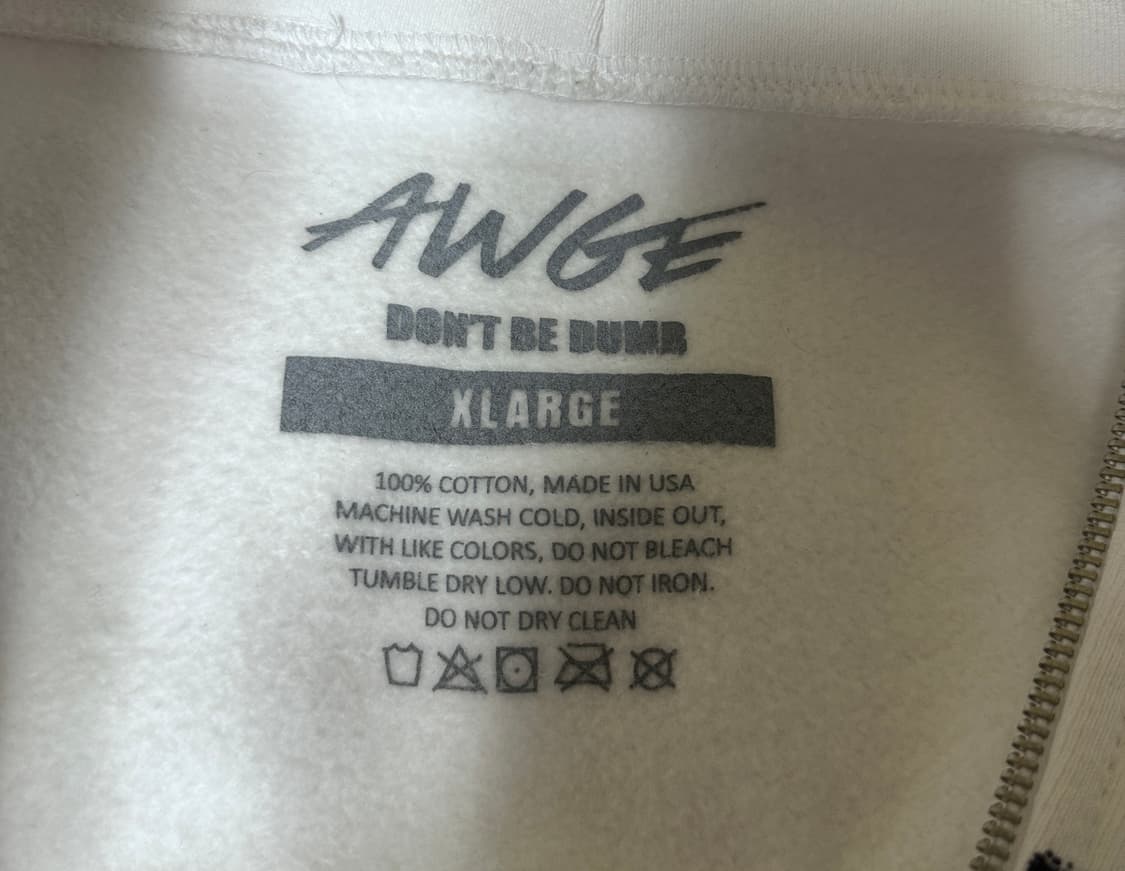 AWGE
DON'T BE DUMB
XLARGE
100% COTTON, MADE IN USA
MACHINE WASH COLD, INSIDE OUT,
WITH LIKE COLORS, DO NOT BLEACH
TUMBLE DRY LOW. DO NOT IRON.
DO NOT DRY CLEAN